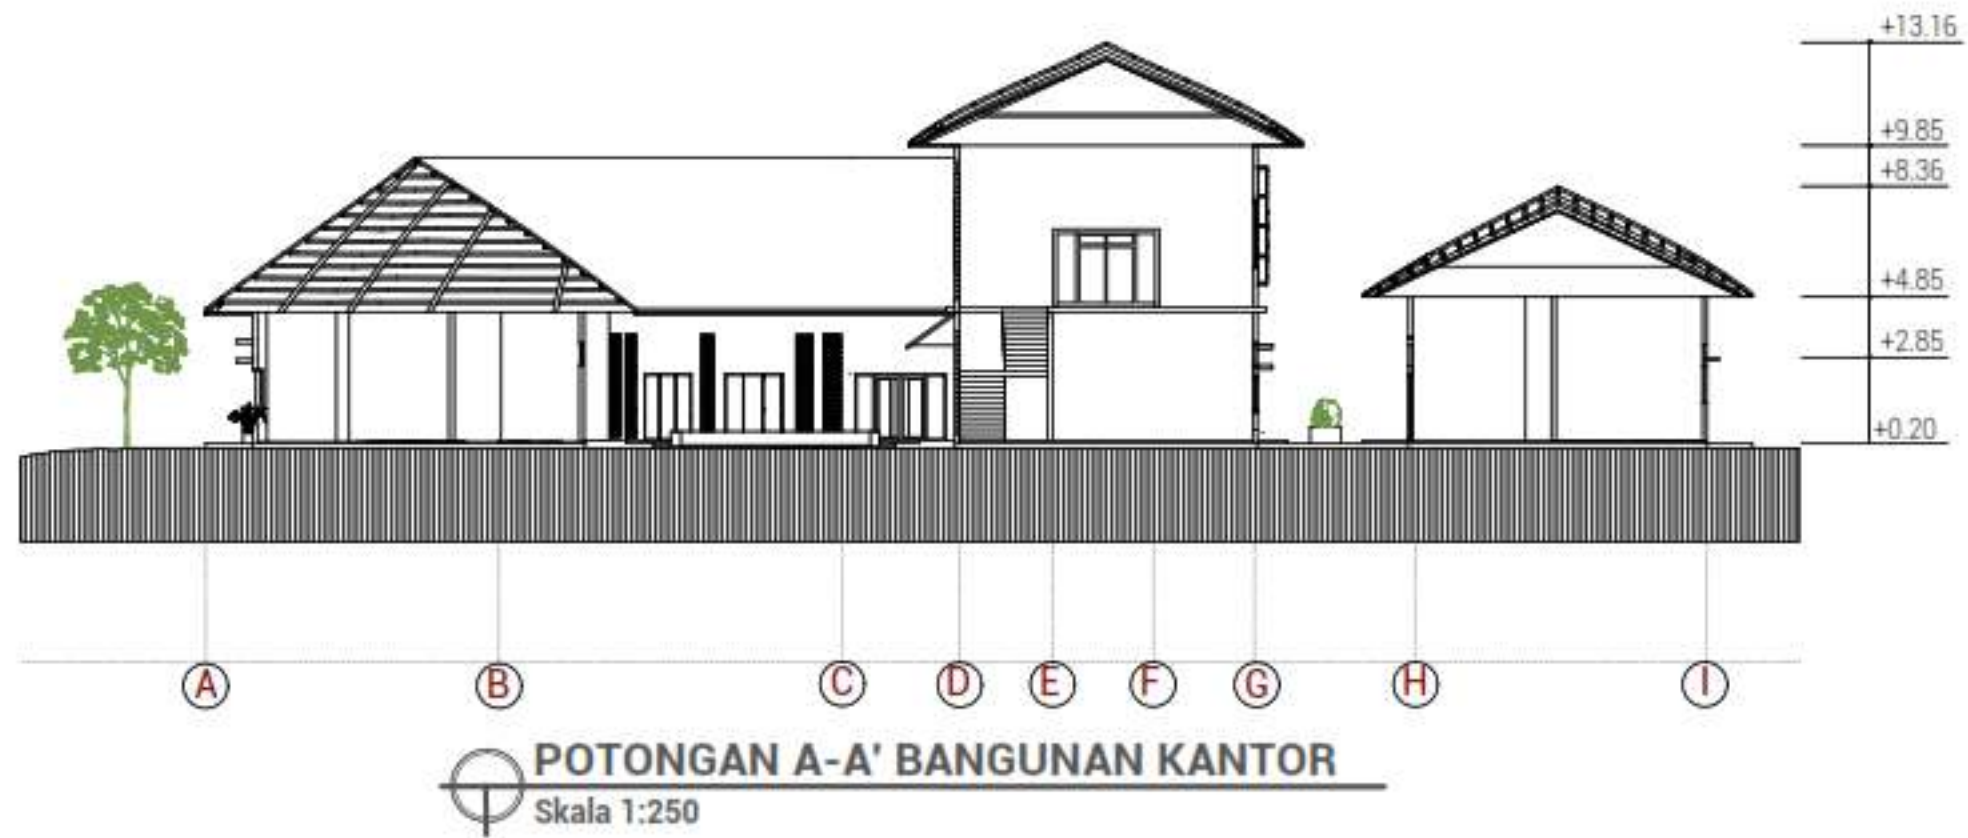 +13.16
+9.85
+8.36
+4.85
+2.85
+0.20
A B C D E F G H I
POTONGAN A-A' BANGUNAN KANTOR
Skala 1:250